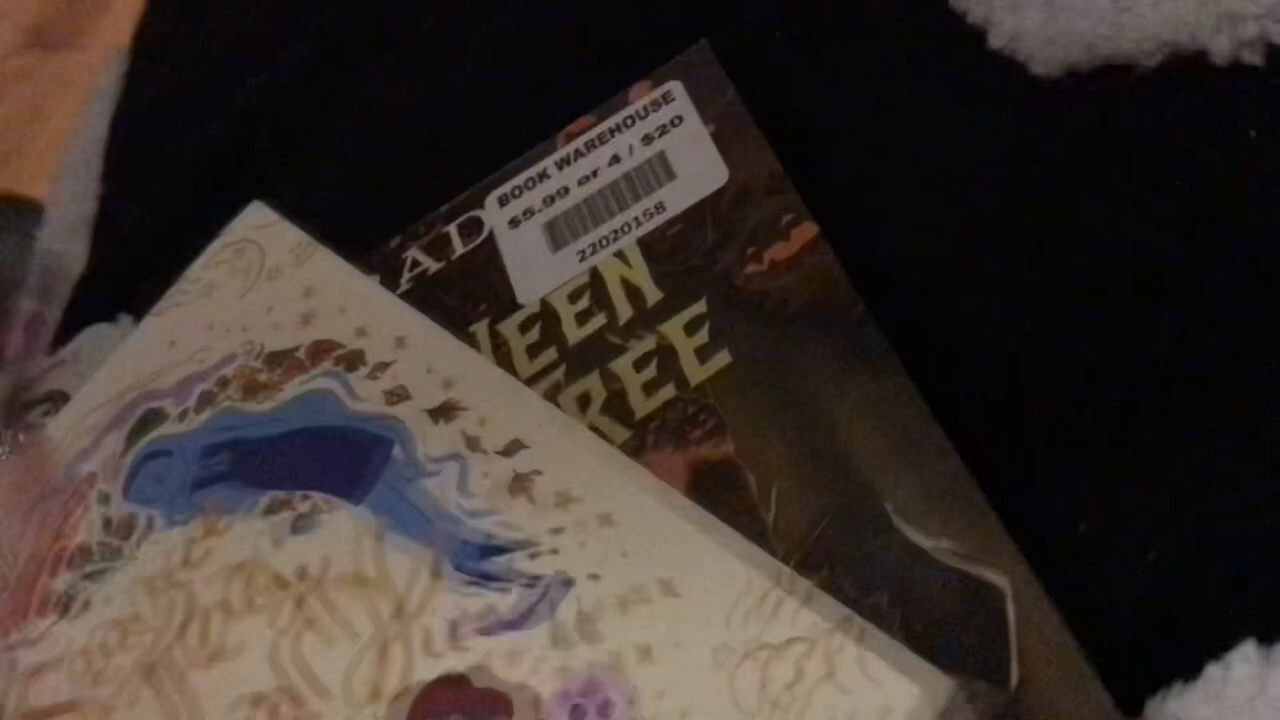 BOOK WAREHOUSE
$5.99 or 4 / $20
22020158
AD
EEN
REE